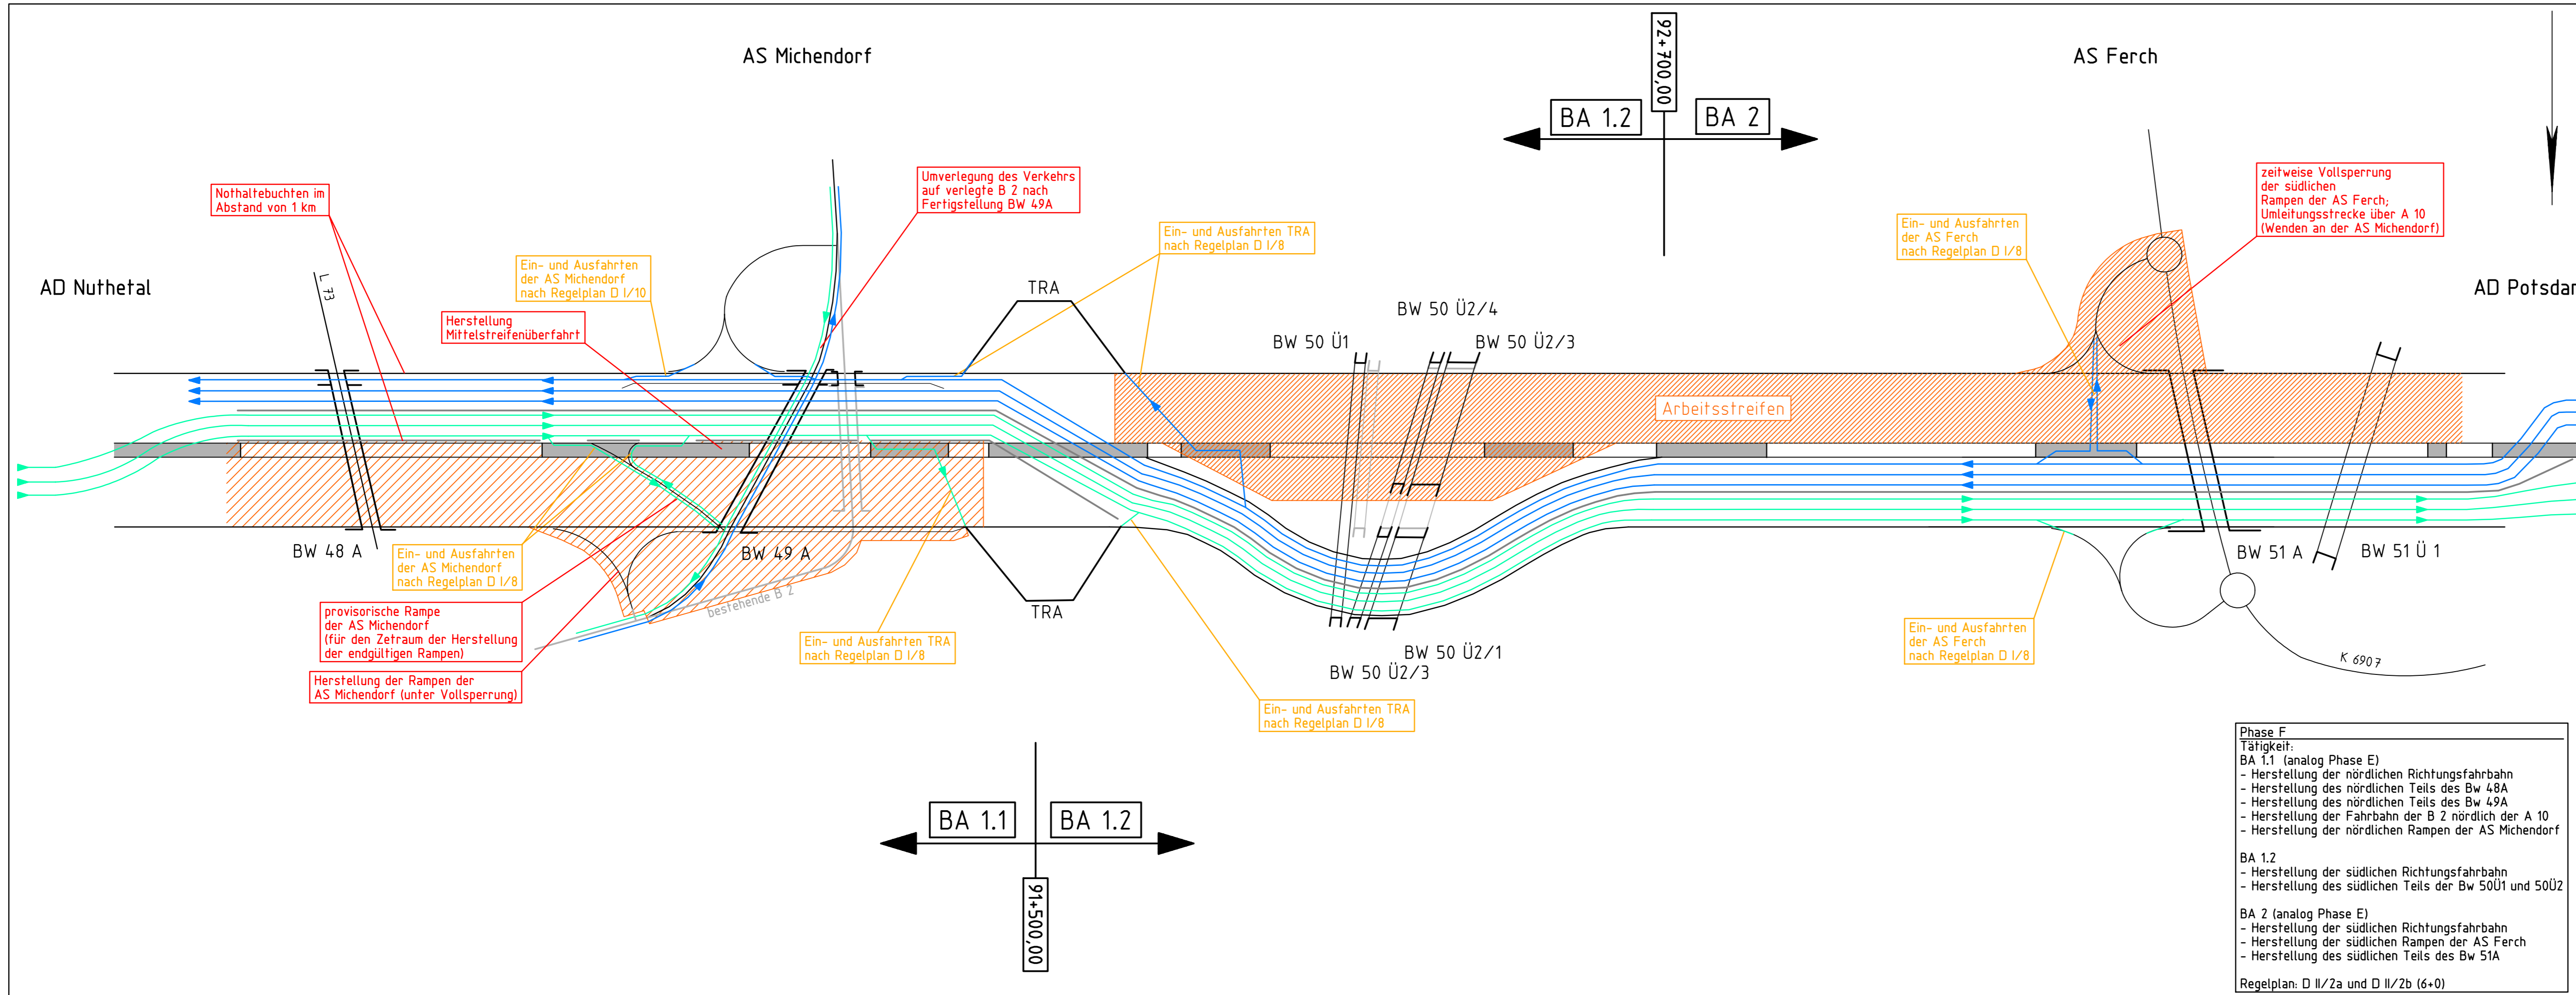 AS Michendorf
AS Ferch
92+700,00
BA 1.2
BA 2
Nothaltebuchten im
Abstand von 1 km
Umverlegung des Verkehrs
auf verlegte B 2 nach
Fertigstellung BW 49A
zeitweise Vollsperrung
der südlichen
Rampen der AS Ferch;
Umleitungsstrecke über A 10
(Wenden an der AS Michendorf)
Ein- und Ausfahrten TRA
nach Regelplan D I/8
Ein- und Ausfahrten
der AS Ferch
nach Regelplan D I/8
AD Nuthetal
L 73
Ein- und Ausfahrten
der AS Michendorf
nach Regelplan D I/10
Herstellung
Mittelstreifenüberfahrt
TRA
BW 50 Ü2/4
BW 50 Ü1
BW 50 Ü2/3
AD Potsdam
Arbeitsstreifen
BW 48 A
Ein- und Ausfahrten
der AS Michendorf
nach Regelplan D I/8
BW 49 A
bestehende B 2
BW 51 A
BW 51 Ü 1
provisorische Rampe
der AS Michendorf
(für den Zetraum der Herstellung
der endgültigen Rampen)
Herstellung der Rampen der
AS Michendorf (unter Vollsperrung)
TRA
Ein- und Ausfahrten TRA
nach Regelplan D I/8
BW 50 Ü2/1
BW 50 Ü2/3
Ein- und Ausfahrten
der AS Ferch
nach Regelplan D I/8
K 6907
Ein- und Ausfahrten TRA
nach Regelplan D I/8
BA 1.1
BA 1.2
91+500,00
Phase F
Tätigkeit:
BA 1.1 (analog Phase E)
- Herstellung der nördlichen Richtungsfahrbahn
- Herstellung des nördlichen Teils des Bw 48A
- Herstellung des nördlichen Teils des Bw 49A
- Herstellung der Fahrbahn der B 2 nördlich der A 10
- Herstellung der nördlichen Rampen der AS Michendorf
BA 1.2
- Herstellung der südlichen Richtungsfahrbahn
- Herstellung des südlichen Teils der Bw 50Ü1 und 50Ü2
BA 2 (analog Phase E)
- Herstellung der südlichen Richtungsfahrbahn
- Herstellung der südlichen Rampen der AS Ferch
- Herstellung des südlichen Teils des Bw 51A
Regelplan: D II/2a und D II/2b (6+0)